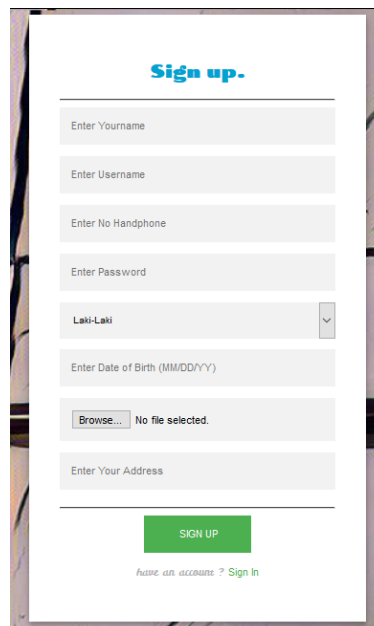 Sign up.
Enter Yourname
Enter Username
Enter No Handphone
Enter Password
Laki-Laki
Enter Date of Birth (MM/DD/YY)
Browse... No file selected.
Enter Your Address
SIGN UP
have an account ? Sign In